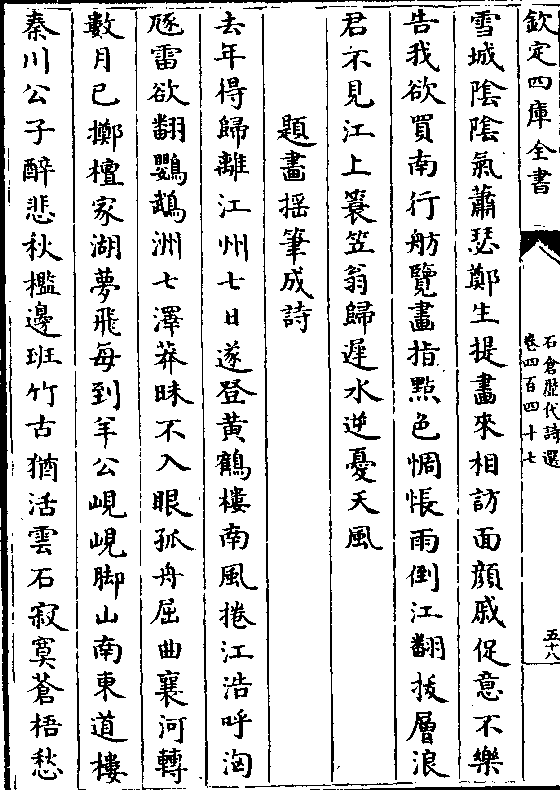 欽定四庫全書
石倉歷代詩選
卷四百四十七
五十八
雪城陰陰氣蕭瑟鄭生提畫來相訪面顔戚促意不樂
告我欲買南行舫覽畫指點色惆悵雨倒江翻拔層浪
君不見江上蓑笠翁歸遲水逆憂天風
題畫揺筆成詩
去年得歸離江州七日遂登黄鶴樓南風捲江浩呼洶
豗雷欲翻鸚鵡洲七澤莽昧不入眼孤舟屈曲襄河轉
數月已擲檀家湖夢飛每到羊公峴峴脚山南東道樓
秦川公子醉悲秋檻邊班竹古猶活雲石寂寞蒼梧愁